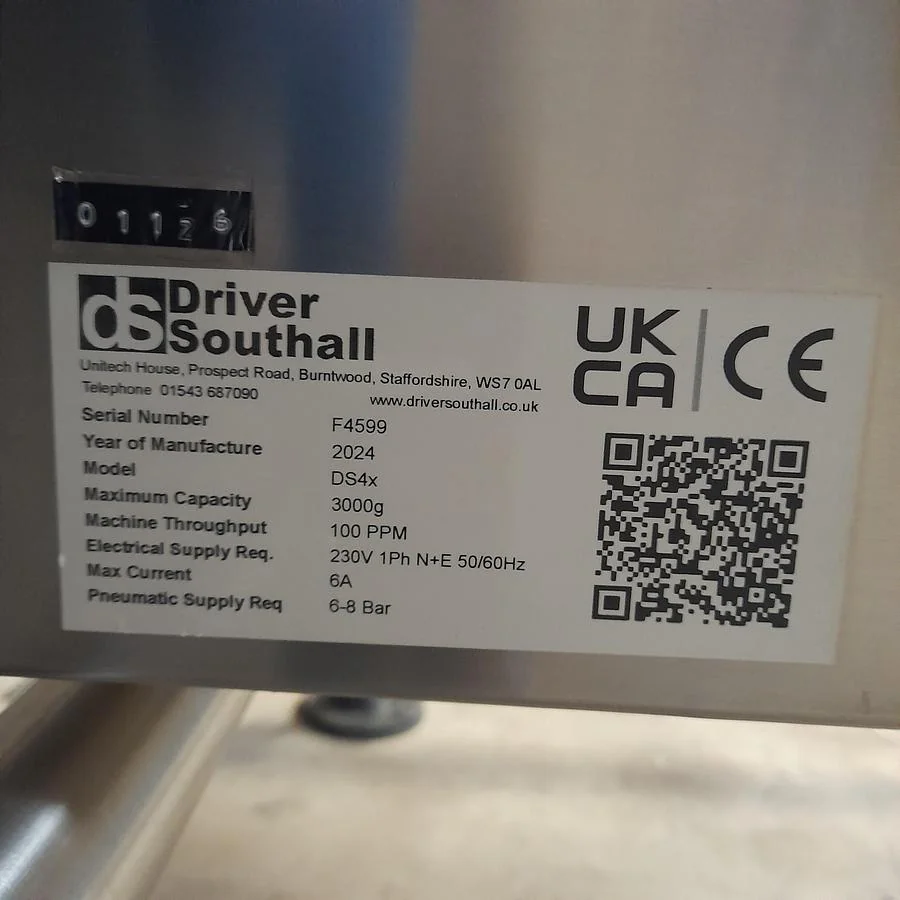 01126
ds Driver
Southall
Unitech House, Prospect Road, Burntwood, Staffordshire, WS7 0AL
Telephone 01543 687090
www.driversouthall.co.uk
UK
CA
CE
Serial Number F4599
Year of Manufacture 2024
Model DS4x
Maximum Capacity 3000g
Machine Throughput 100 PPM
Electrical Supply Req. 230V 1Ph N+E 50/60Hz
Max Current 6A
Pneumatic Supply Req 6-8 Bar